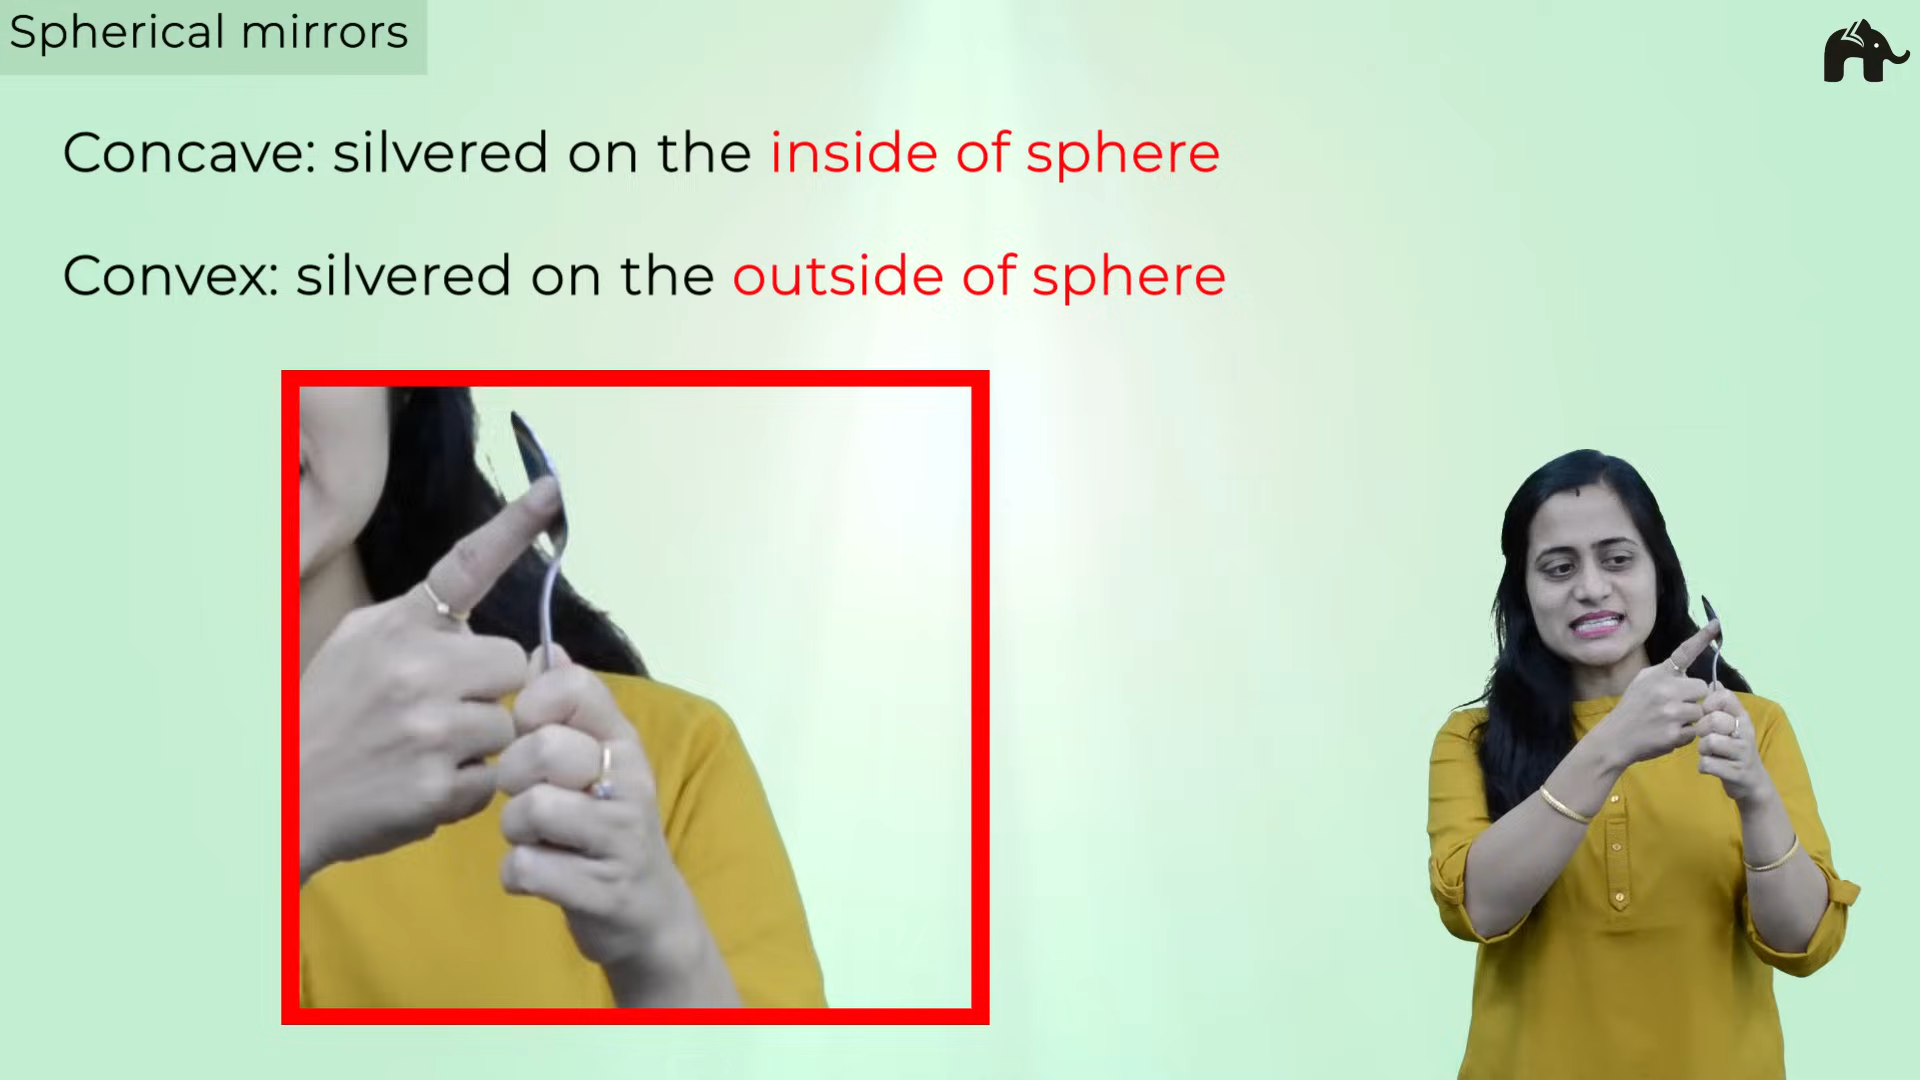 Spherical mirrors
Concave: silvered on the inside of sphere
Convex: silvered on the outside of sphere